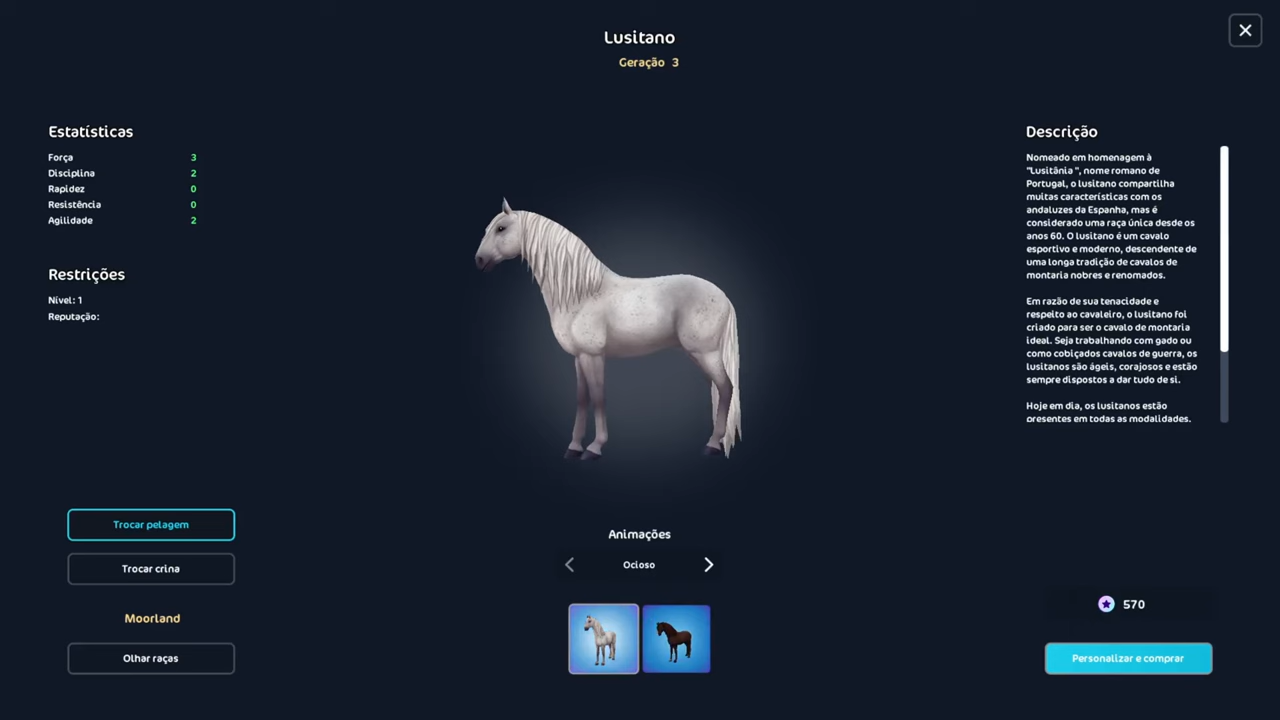 Lusitano
Geração 3
Estatísticas
Força 3
Disciplina 2
Rapidez 0
Resistência 0
Agilidade 2
Restrições
Nível: 1
Reputação:
Descrição
Nomeado em homenagem à
"Lusitânia ", nome romano de
Portugal, o lusitano compartilha
muitas características com os
andaluzes da Espanha, mas é
considerado uma raça única desde os
anos 60. O lusitano é um cavalo
esportivo e moderno, descendente de
uma longa tradição de cavalos de
montaria nobres e renomados.
Em razão de sua tenacidade e
respeito ao cavaleiro, o lusitano foi
criado para ser o cavalo de montaria
ideal. Seja trabalhando com gado ou
como cobiçados cavalos de guerra, os
lusitanos são ágeis, corajosos e estão
sempre dispostos a dar tudo de si.
Hoje em dia, os lusitanos estão
presentes em todas as modalidades.
Trocar pelagem
Trocar crina
Moorland
Olhar raças
Animações
Ocioso
570
Personalizar e comprar